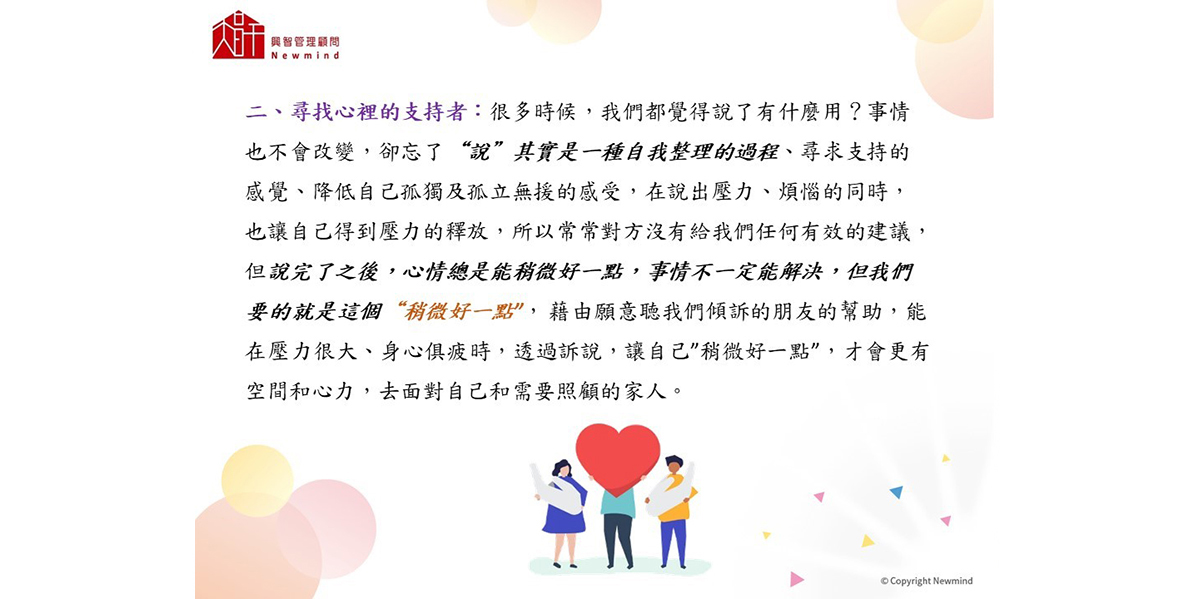 興智管理顧問
Newmind
二、尋找心裡的支持者：很多時候，我們都覺得說了有什麼用？事情
也不會改變，卻忘了“說”其實是一種自我整理的過程、尋求支持的
感覺、降低自己孤獨及孤立無援的感受，在說出壓力、煩惱的同時，
也讓自己得到壓力的釋放，所以常常對方沒有給我們任何有效的建議，
但說完了之後，心情總是能稍微好一點，事情不一定能解決，但我們
要的就是這個“稍微好一點”，藉由願意聽我們傾訴的朋友的幫助，能
在壓力很大、身心俱疲時，透過訴說，讓自己”稍微好一點”，才會更有
空間和心力，去面對自己和需要照顧的家人。
© Copyright Newmind